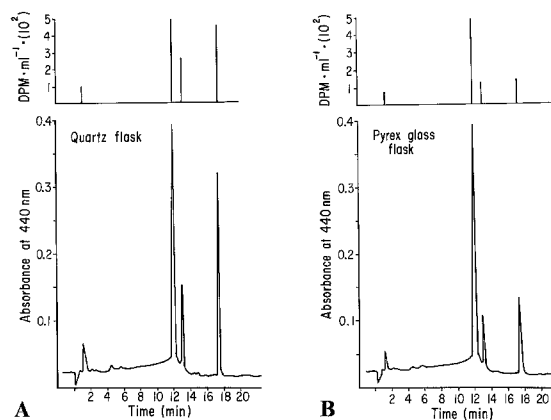 DPM · ml⁻¹ · (10²)
5
4
3
2
1
Quartz flask
Absorbance at 440 nm
0.4
0.3
0.2
0.1
2 4 6 8 10 12 14 16 18 20
Time (min)
A
DPM · ml⁻¹ · (10²)
5
4
3
2
1
Pyrex glass
flask
Absorbance at 440 nm
0.4
0.3
0.2
0.1
2 4 6 8 10 12 14 16 18 20
Time (min)
B